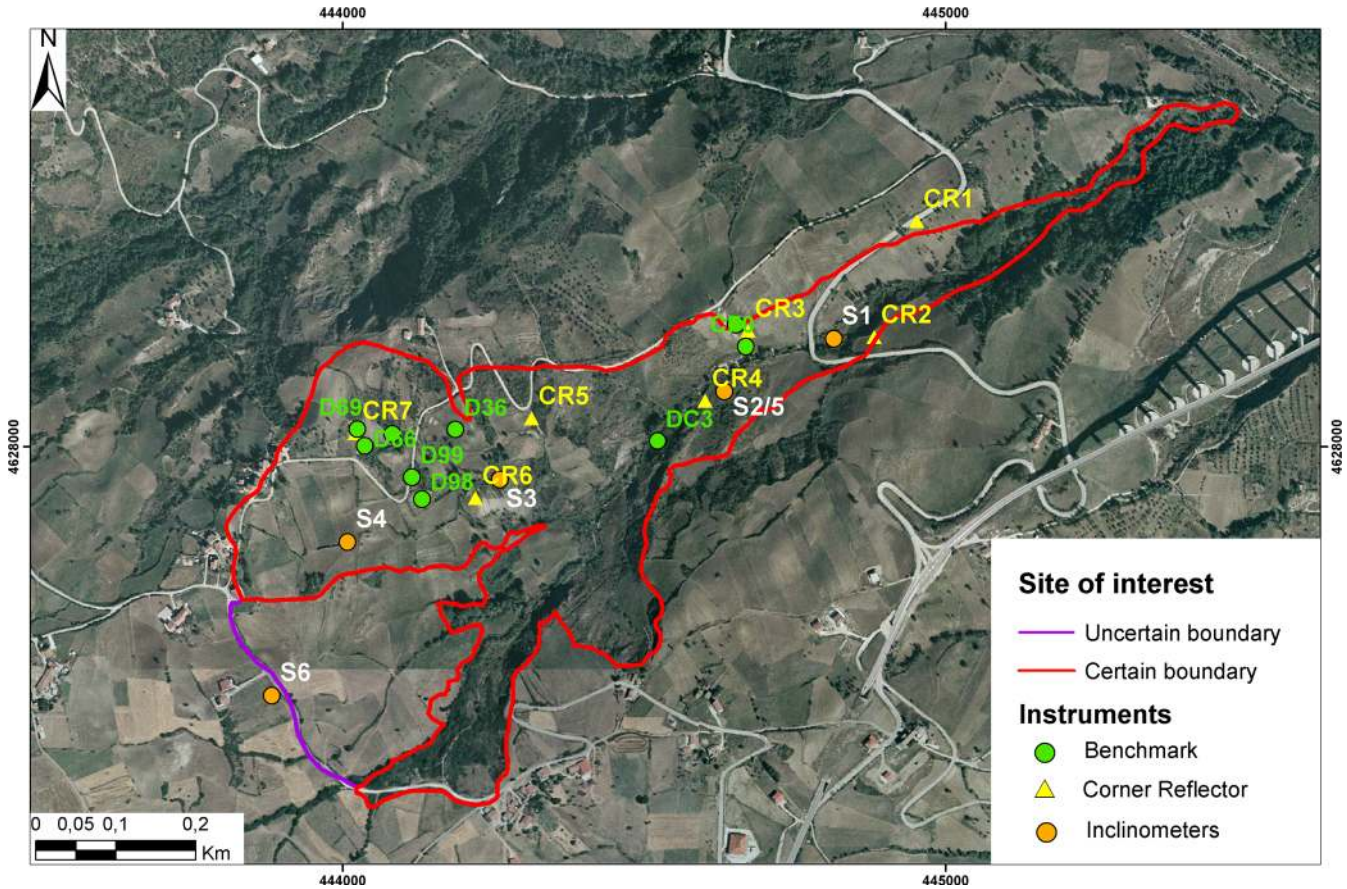 444000
445000
N
CR1
CR3
S1
CR2
CR4
S2/5
DC3
CR5
D36
D89
CR7
D66
D99
D98
CR6
S3
S4
S6
4628000
4628000
Site of interest
Uncertain boundary
Certain boundary
Instruments
Benchmark
Corner Reflector
Inclinometers
0 0,05 0,1 0,2
Km
444000
445000